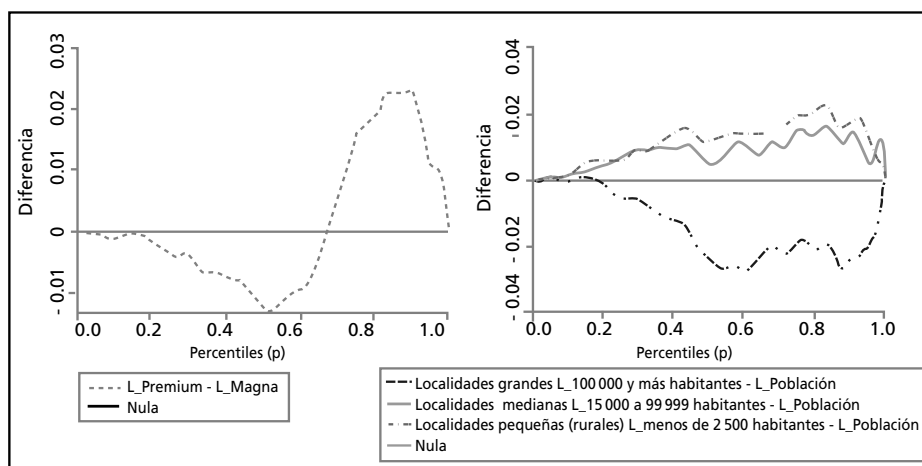 0.03
0.02
0.01
0
- 0.01
Diferencia
0.0
0.2
0.4
0.6
0.8
1.0
Percentiles (p)
L_Premium - L_Magna
Nula
0.04
0.02
0
- 0.02
- 0.04
Diferencia
0.0
0.2
0.4
0.6
0.8
1.0
Percentiles (p)
Localidades grandes L_100 000 y más habitantes - L_Población
Localidades medianas L_15 000 a 99 999 habitantes - L_Población
Localidades pequeñas (rurales) L_menos de 2 500 habitantes - L_Población
Nula